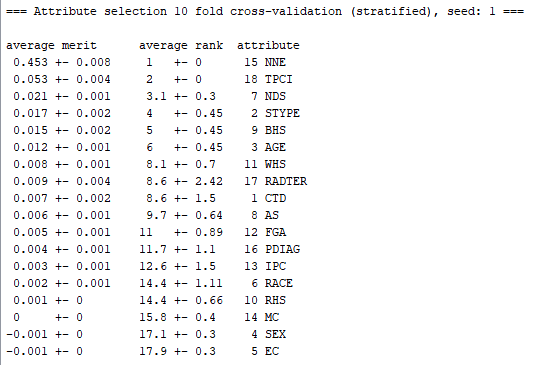 === Attribute selection 10 fold cross-validation (stratified), seed: 1 ===
average merit average rank attribute
0.453 +- 0.008 1 +- 0 15 NNE
0.053 +- 0.004 2 +- 0 18 TPCI
0.021 +- 0.001 3.1 +- 0.3 7 NDS
0.017 +- 0.002 4 +- 0.45 2 STYPE
0.015 +- 0.002 5 +- 0.45 9 BHS
0.012 +- 0.001 6 +- 0.45 3 AGE
0.008 +- 0.001 8.1 +- 0.7 11 WHS
0.009 +- 0.004 8.6 +- 2.42 17 RADTER
0.007 +- 0.002 8.6 +- 1.5 1 CTD
0.006 +- 0.001 9.7 +- 0.64 8 AS
0.005 +- 0.001 11 +- 0.89 12 FGA
0.004 +- 0.001 11.7 +- 1.1 16 PDIAG
0.003 +- 0.001 12.6 +- 1.5 13 IPC
0.002 +- 0.001 14.4 +- 1.11 6 RACE
0.001 +- 0 14.4 +- 0.66 10 RHS
0 +- 0 15.8 +- 0.4 14 MC
-0.001 +- 0 17.1 +- 0.3 4 SEX
-0.001 +- 0 17.9 +- 0.3 5 EC